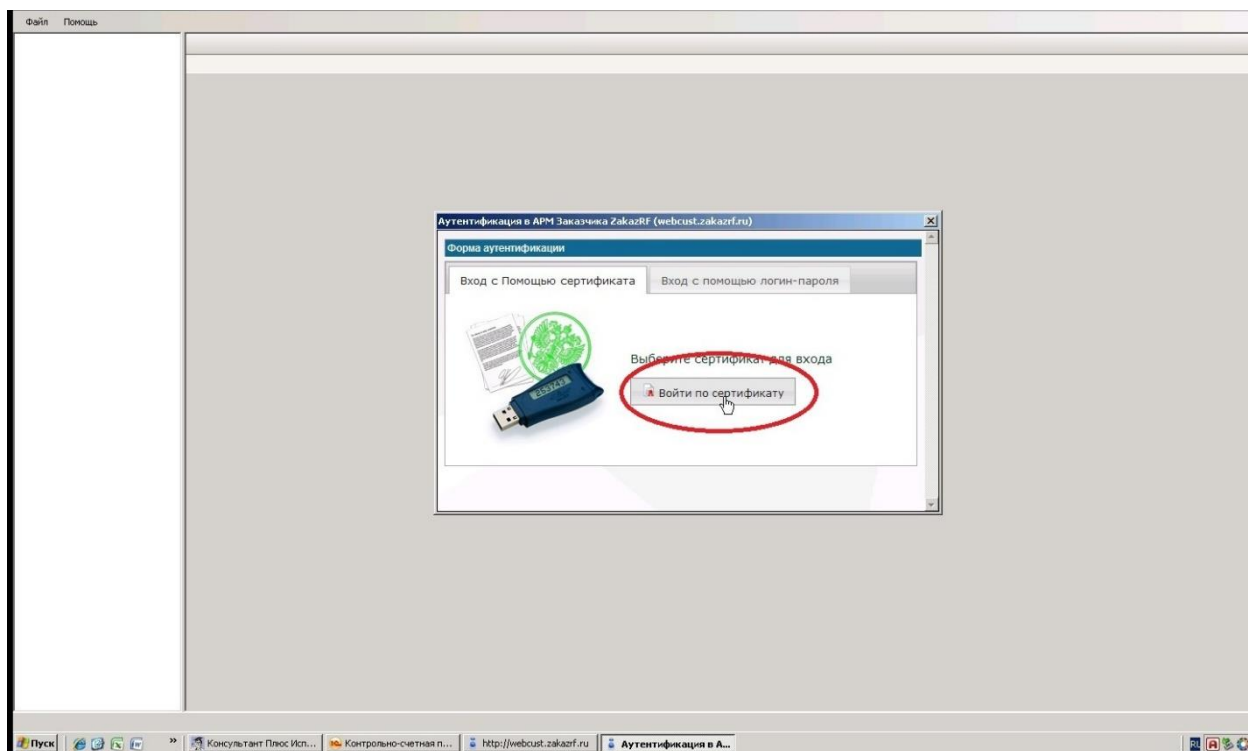 Файл Помощь
Аутентификация в АРМ Заказчика ZakazRF (webcust.zakazrf.ru)
Форма аутентификации
Вход с Помощью сертификата Вход с помощью логин-пароля
Выберите сертификат для входа
Войти по сертификату
Пуск » Консультант Плюс Исп... Контрольно-счетная п... http://webcust.zakazrf.ru Аутентификация в А... RL